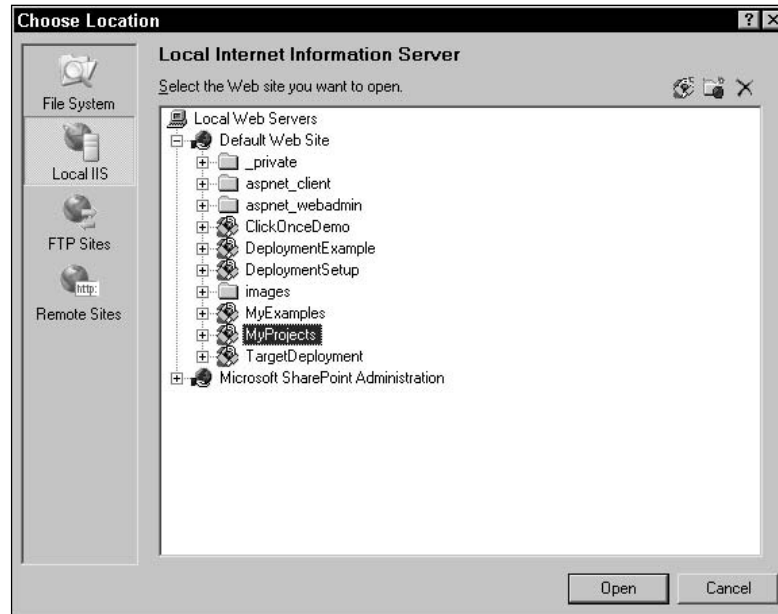 Choose Location
File System
Local IIS
FTP Sites
http:
Remote Sites
Local Internet Information Server
Select the Web site you want to open.
Local Web Servers
Default Web Site
_private
aspnet_client
aspnet_webadmin
ClickOnceDemo
DeploymentExample
DeploymentSetup
images
MyExamples
MyProjects
TargetDeployment
Microsoft SharePoint Administration
Open
Cancel